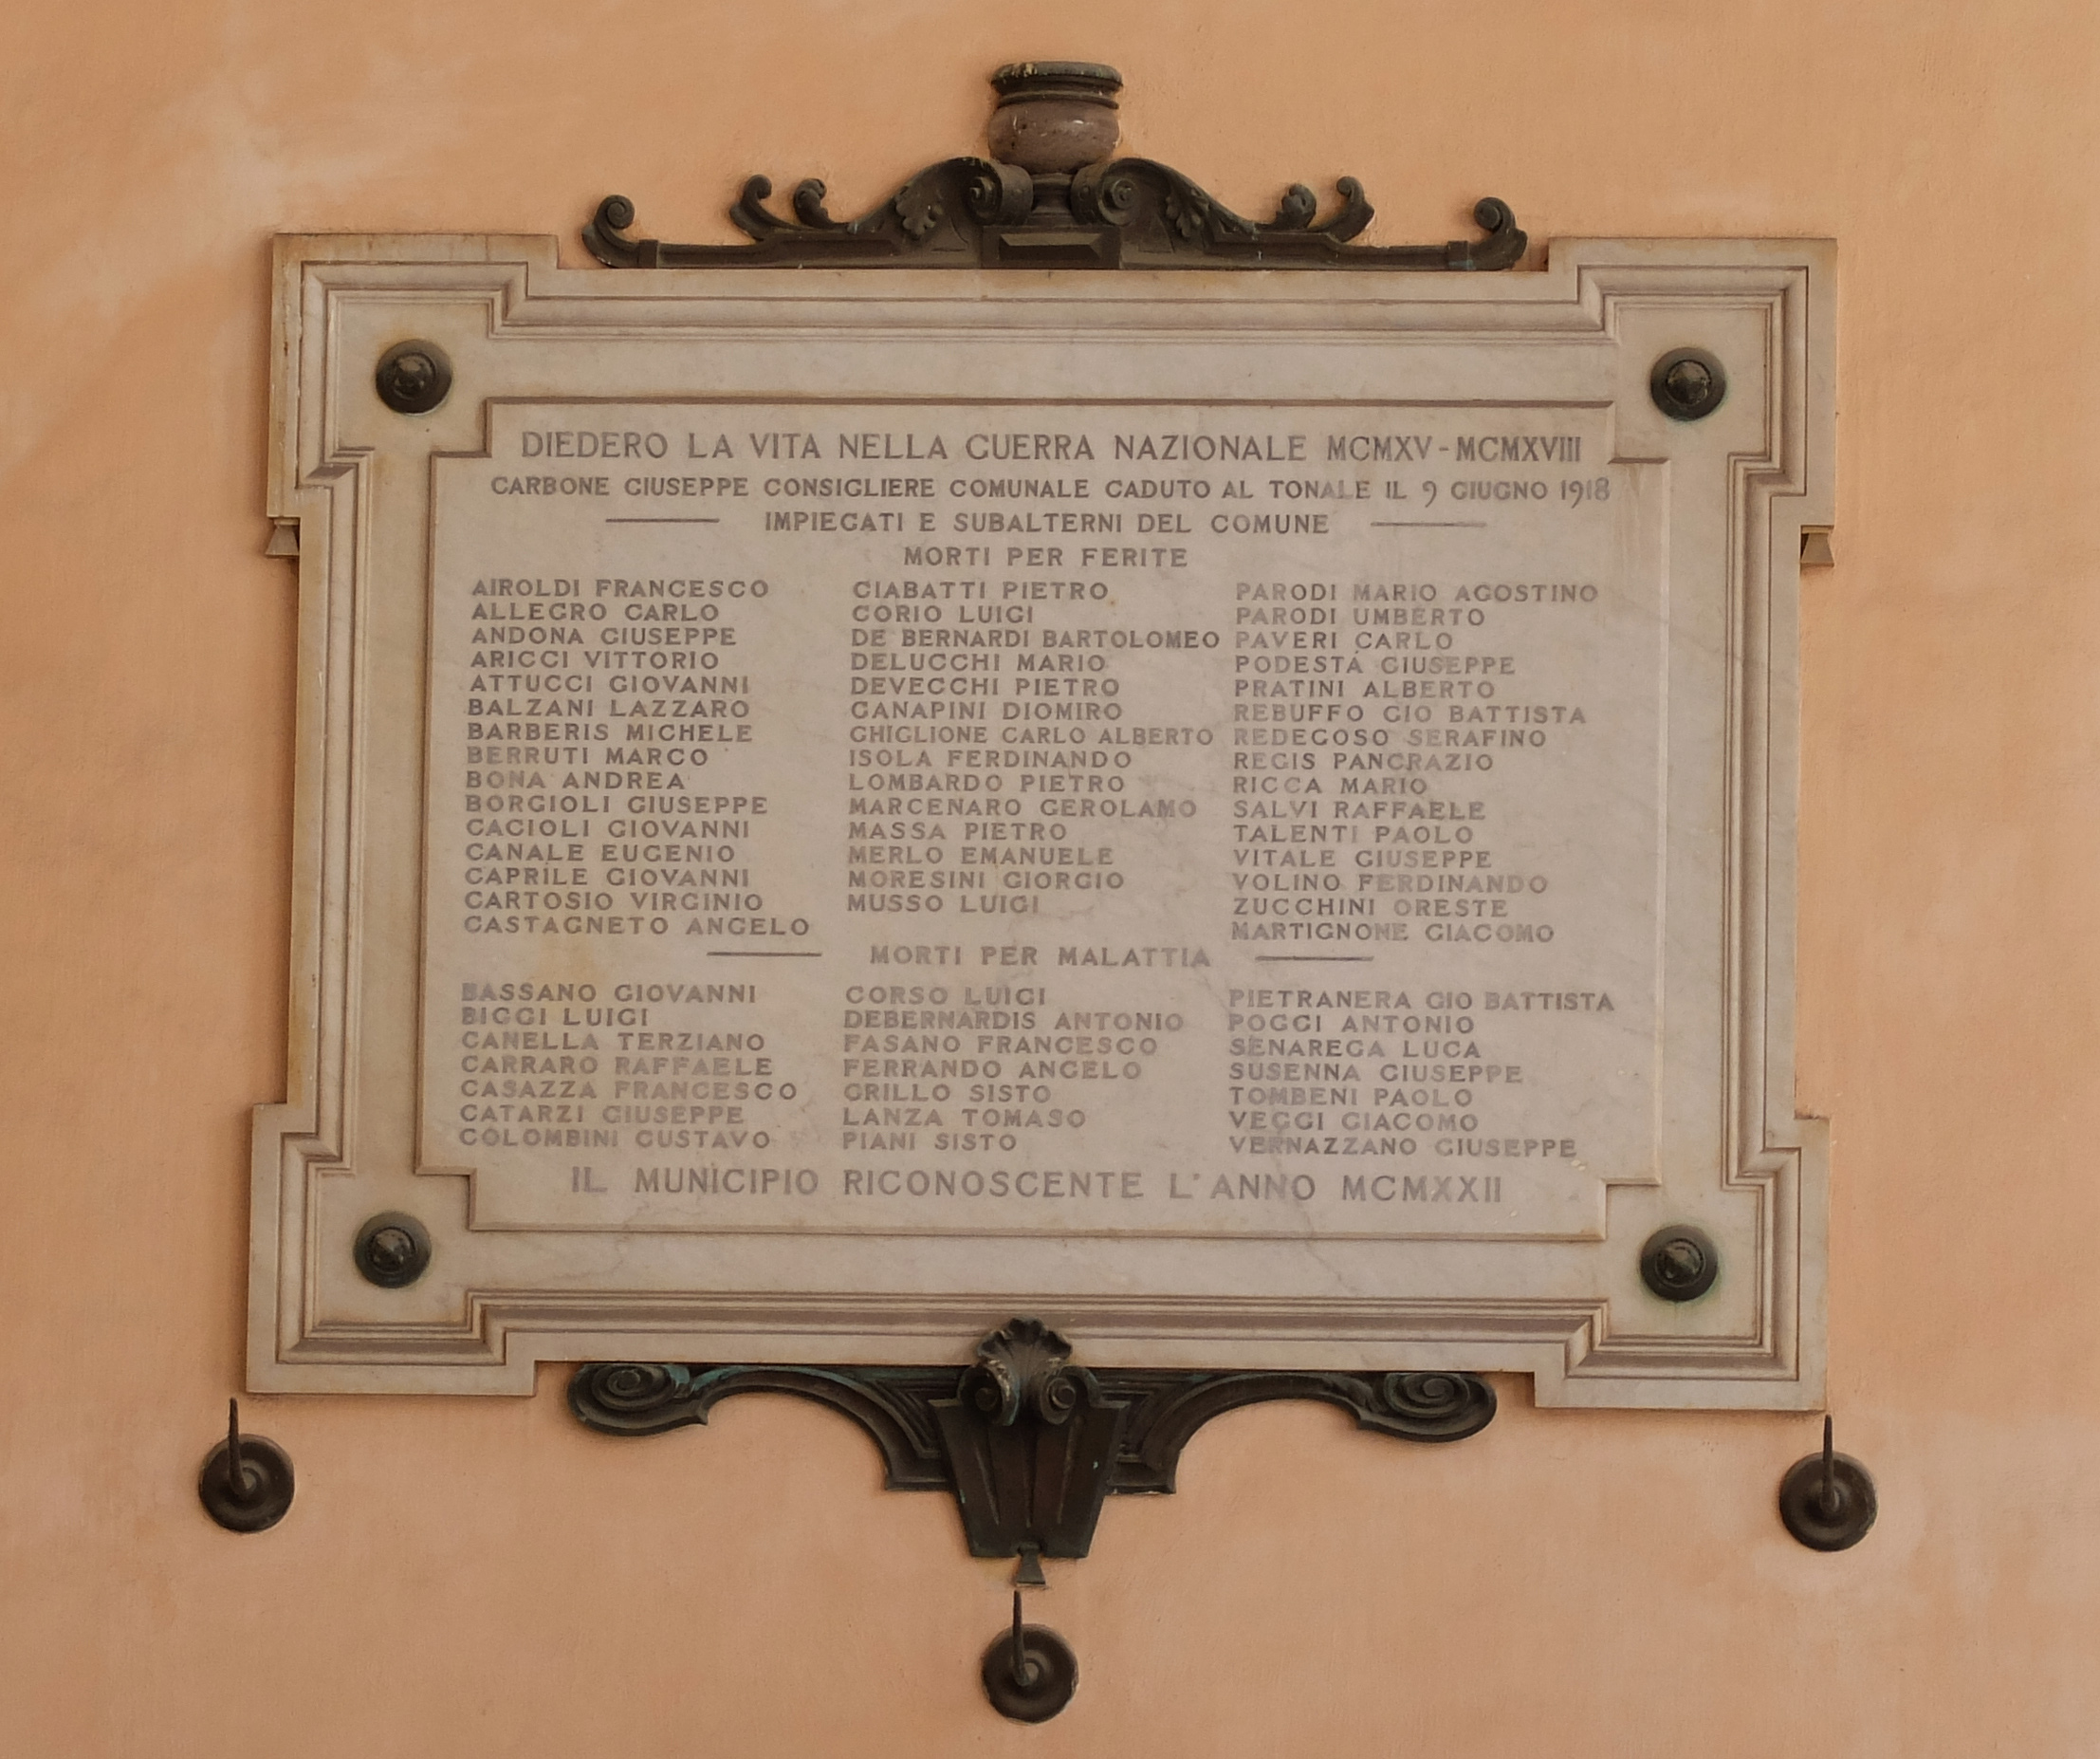 DIEDERO LA VITA NELLA GUERRA NAZIONALE MCMXV - MCMXVIII
CARBONE GIUSEPPE CONSIGLIERE COMUNALE CADUTO AL TONALE IL 9 GIUGNO 1918
IMPIEGATI E SUBALTERNI DEL COMUNE
MORTI PER FERITE
AIROLDI FRANCESCO
ALLEGRO CARLO
ANDONA GIUSEPPE
ARICCI VITTORIO
ATTUCCI GIOVANNI
BALZANI LAZZARO
BARBERIS MICHELE
BERRUTI MARCO
BONA ANDREA
BORGIOLI GIUSEPPE
CACIOLI GIOVANNI
CANALE EUGENIO
CAPRILE GIOVANNI
CARTOSIO VIRGINIO
CASTAGNETO ANGELO
CIABATTI PIETRO
CORIO LUIGI
DE BERNARDI BARTOLOMEO
DELUCCHI MARIO
DEVECCHI PIETRO
GANAPINI DIOMIRO
GHIGLIONE CARLO ALBERTO
ISOLA FERDINANDO
LOMBARDO PIETRO
MARCENARO GEROLAMO
MASSA PIETRO
MERLO EMANUELE
MORESINI GIORGIO
MUSSO LUIGI
PARODI MARIO AGOSTINO
PARODI UMBERTO
PAVERI CARLO
PODESTÀ GIUSEPPE
PRATINI ALBERTO
REBUFFO GIO BATTISTA
REDEGOSO SERAFINO
REGIS PANCRAZIO
RICCA MARIO
SALVI RAFFAELE
TALENTI PAOLO
VITALE GIUSEPPE
VOLINO FERDINANDO
ZUCCHINI ORESTE
MARTIGNONE GIACOMO
MORTI PER MALATTIA
BASSANO GIOVANNI
BIGGI LUIGI
CANELLA TERZIANO
CARRARO RAFFAELE
CASAZZA FRANCESCO
CATARZI GIUSEPPE
COLOMBINI GUSTAVO
CORSO LUIGI
DEBERNARDIS ANTONIO
FASANO FRANCESCO
FERRANDO ANGELO
GRILLO SISTO
LANZA TOMASO
PIANI SISTO
PIETRANERA GIO BATTISTA
POGGI ANTONIO
SENAREGA LUCA
SUSENNA GIUSEPPE
TOMBENI PAOLO
VEGGI GIACOMO
VERNAZZANO GIUSEPPE
IL MUNICIPIO RICONOSCENTE L'ANNO MCMXXII